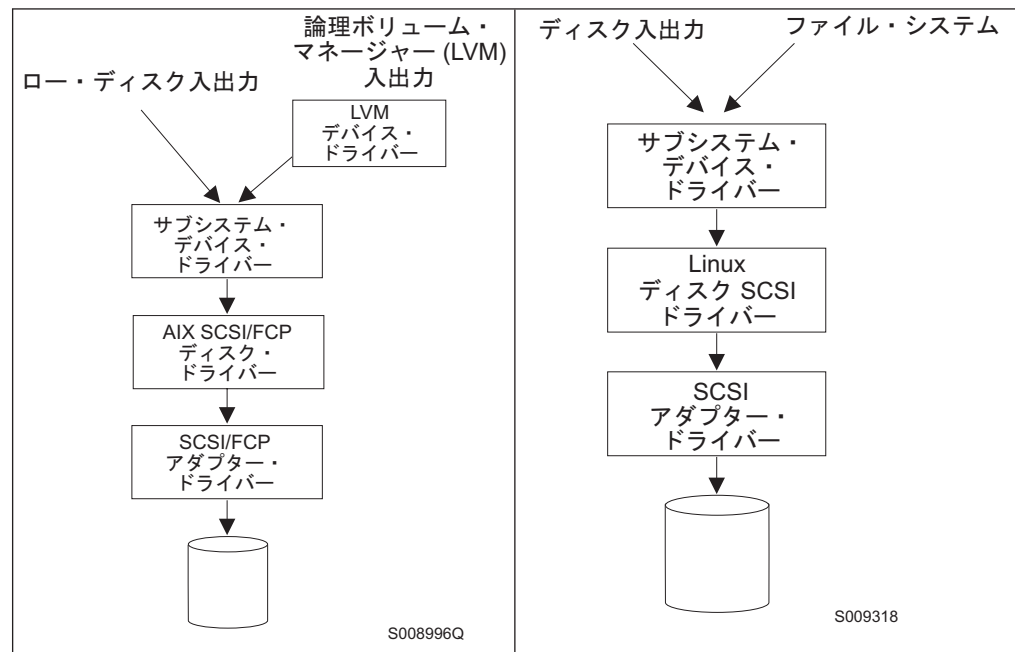 論理ボリューム・
マネージャー (LVM)
入出力
ロー・ディスク入出力
LVM
デバイス・
ドライバー
サブシステム・
デバイス・
ドライバー
AIX SCSI/FCP
ディスク・
ドライバー
SCSI/FCP
アダプター・
ドライバー
S008996Q
ディスク入出力
ファイル・システム
サブシステム・
デバイス・
ドライバー
Linux
ディスク SCSI
ドライバー
SCSI
アダプター・
ドライバー
S009318